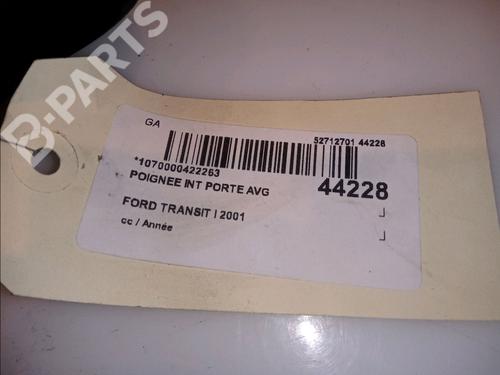 B-PARTS
GA
52712701 44228
*1070000422263
POIGNEE INT PORTE AVG
44228
FORD TRANSIT I 2001
cc / Année